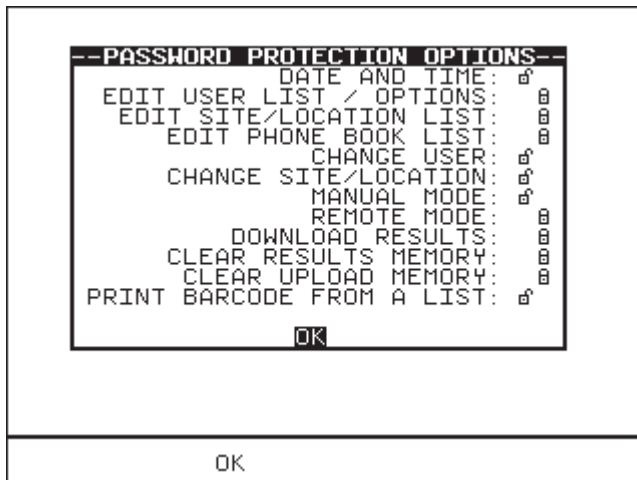 --PASSWORD PROTECTION OPTIONS--
DATE AND TIME:
EDIT USER LIST / OPTIONS:
EDIT SITE/LOCATION LIST:
EDIT PHONE BOOK LIST:
CHANGE USER:
CHANGE SITE/LOCATION:
MANUAL MODE:
REMOTE MODE:
DOWNLOAD RESULTS:
CLEAR RESULTS MEMORY:
CLEAR UPLOAD MEMORY:
PRINT BARCODE FROM A LIST:
OK
OK